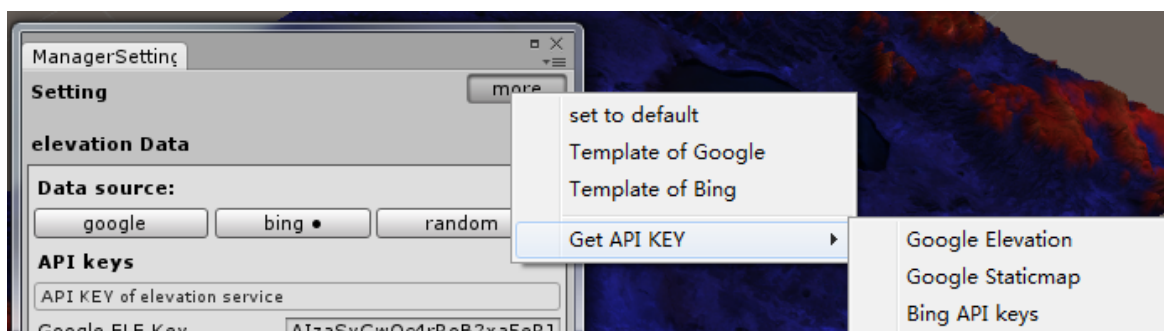 ManagerSetting
Setting
more
elevation Data
Data source:
google
bing ●
random
API keys
API KEY of elevation service
Google ELE Key
set to default
Template of Google
Template of Bing
Get API KEY
Google Elevation
Google Staticmap
Bing API keys